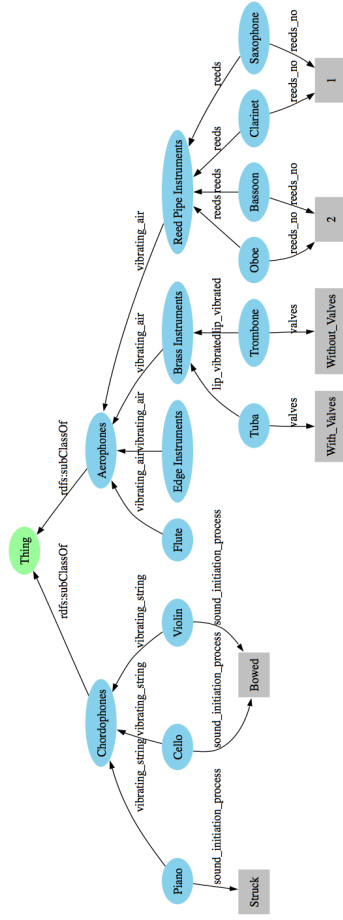 Thing
rdfs:subClassOf
rdfs:subClassOf
Chordophones
Aerophones
vibrating_string
vibrating_string
vibrating_string
vibrating_air
vibrating_air
vibrating_air
vibrating_air
Piano
Cello
Violin
Flute
Edge Instruments
Brass Instruments
Reed Pipe Instruments
sound_initiation_process
sound_initiation_process
sound_initiation_process
lip_vibrated
lip_vibrated
reeds
reeds
reeds
reeds
Struck
Bowed
Tuba
Trombone
Oboe
Bassoon
Clarinet
Saxophone
valves
valves
reeds_no
reeds_no
reeds_no
reeds_no
With_Valves
Without_Valves
2
1